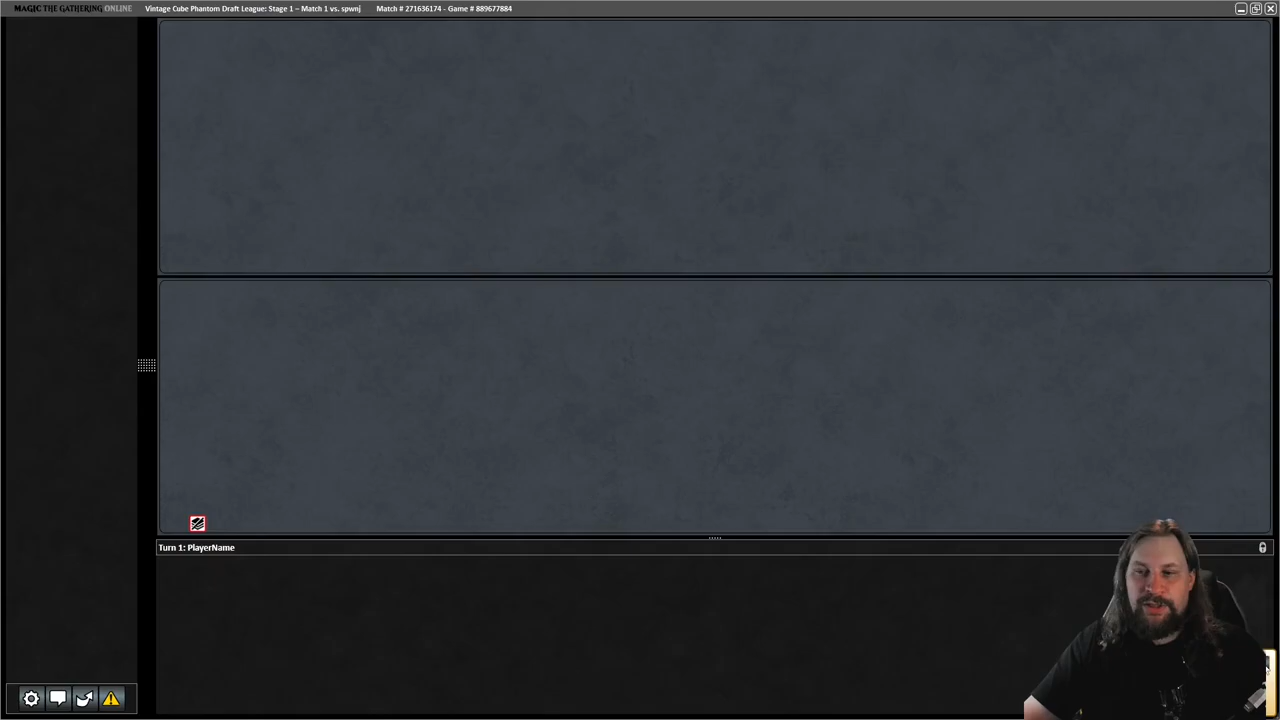 MAGIC THE GATHERING ONLINE Vintage Cube Phantom Draft League: Stage 1 – Match 1 vs. spwnj Match # 271636174 - Game # 889677884
Turn 1: PlayerName